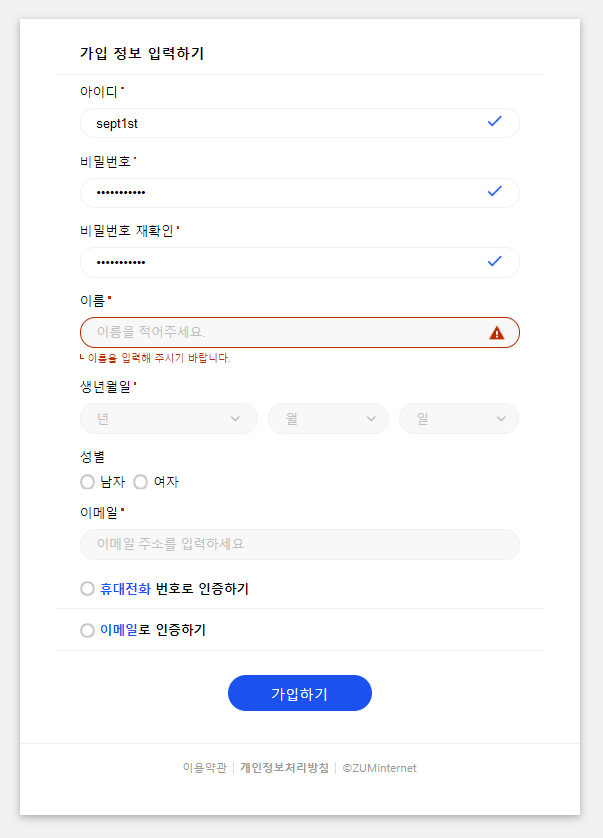 가입 정보 입력하기
아이디*
sept1st
비밀번호*
•••••••••••
비밀번호 재확인*
•••••••••••
이름*
이름을 적어주세요.
ㄴ 이름을 입력해 주시기 바랍니다.
생년월일*
년 월 일
성별
남자 여자
이메일*
이메일 주소를 입력하세요
휴대전화 번호로 인증하기
이메일로 인증하기
가입하기
이용약관 | 개인정보처리방침 | ©ZUMinternet